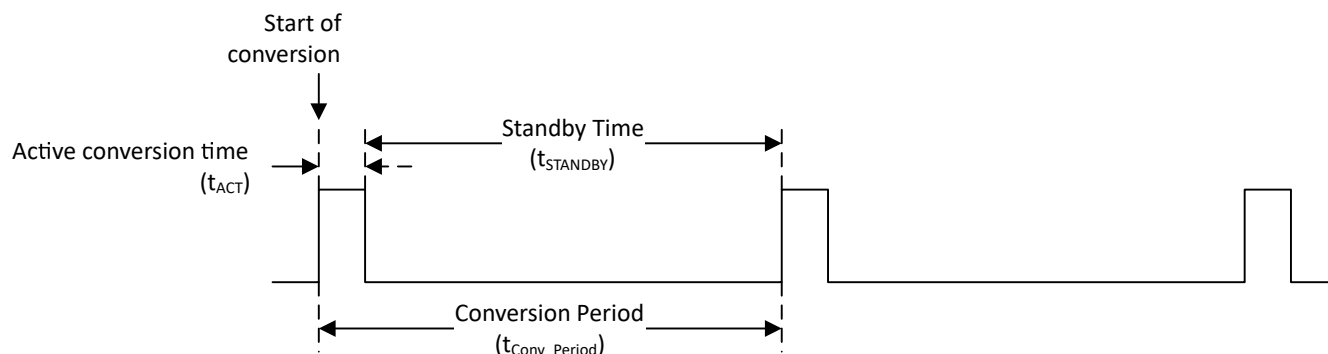 Start of
conversion
Active conversion time
(tACT)
Standby Time
(tSTANDBY)
Conversion Period
(tConv_Period)